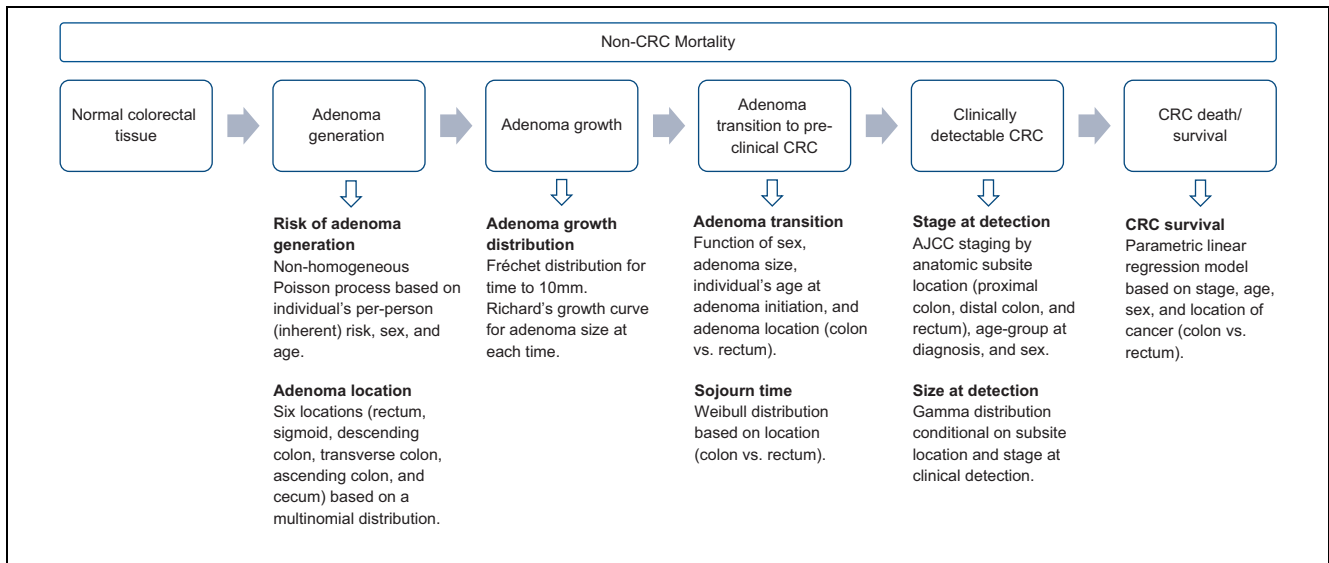 Non-CRC Mortality
Normal colorectal
tissue
Adenoma
generation
Adenoma growth
Adenoma
transition to pre-
clinical CRC
Clinically
detectable CRC
CRC death/
survival
Risk of adenoma
generation
Non-homogeneous
Poisson process based on
individual's per-person
(inherent) risk, sex, and
age.
Adenoma location
Six locations (rectum,
sigmoid, descending
colon, transverse colon,
ascending colon, and
cecum) based on a
multinomial distribution.
Adenoma growth
distribution
Fréchet distribution for
time to 10mm.
Richard's growth curve
for adenoma size at
each time.
Adenoma transition
Function of sex,
adenoma size,
individual's age at
adenoma initiation, and
adenoma location (colon
vs. rectum).
Sojourn time
Weibull distribution
based on location
(colon vs. rectum).
Stage at detection
AJCC staging by
anatomic subsite
location (proximal
colon, distal colon, and
rectum), age-group at
diagnosis, and sex.
Size at detection
Gamma distribution
conditional on subsite
location and stage at
clinical detection.
CRC survival
Parametric linear
regression model
based on stage, age,
sex, and location of
cancer (colon vs.
rectum).